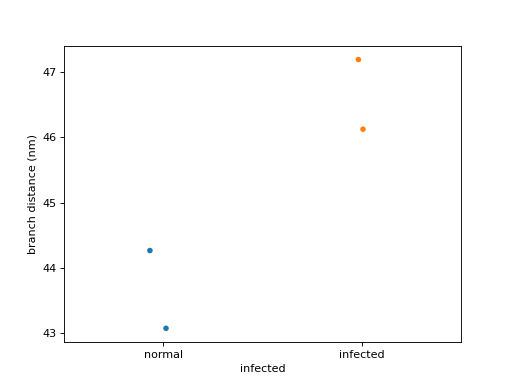 47
46
45
44
43
branch distance (nm)
normal
infected
infected